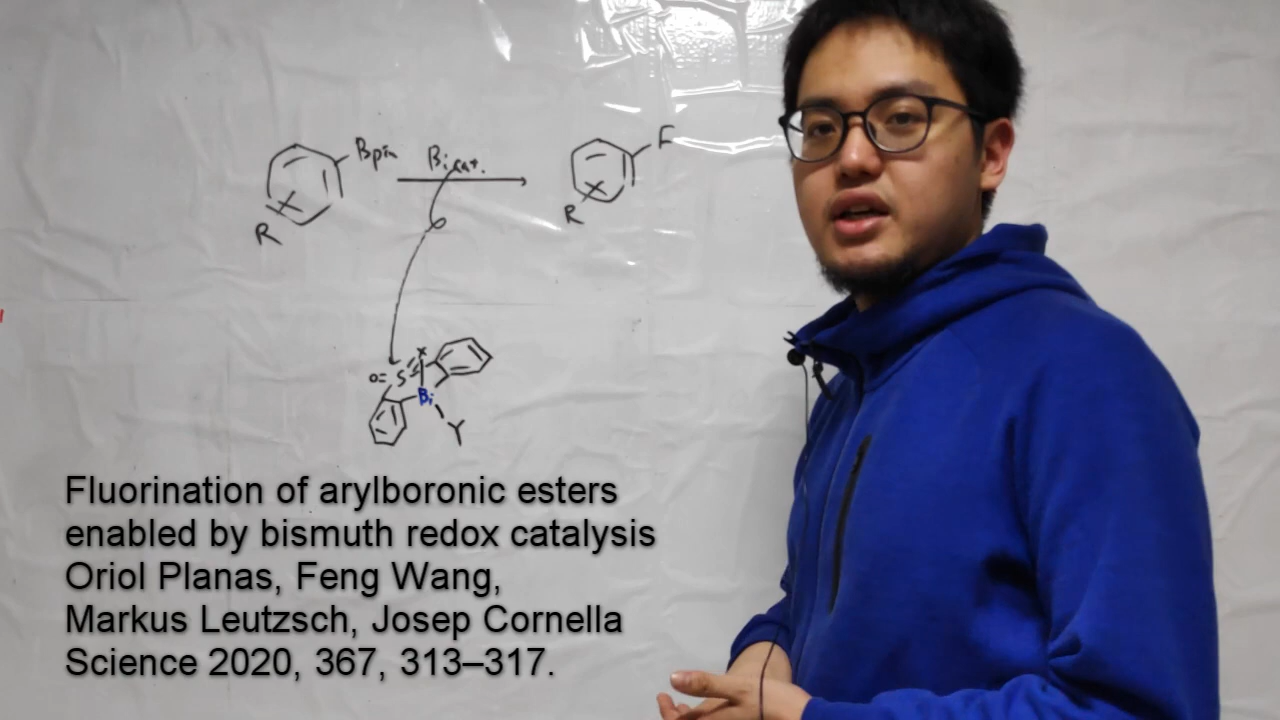 Bpin
Bi cat.
F
R
R
O=
S
Bi
Y
Fluorination of arylboronic esters
enabled by bismuth redox catalysis
Oriol Planas, Feng Wang,
Markus Leutzsch, Josep Cornella
Science 2020, 367, 313–317.